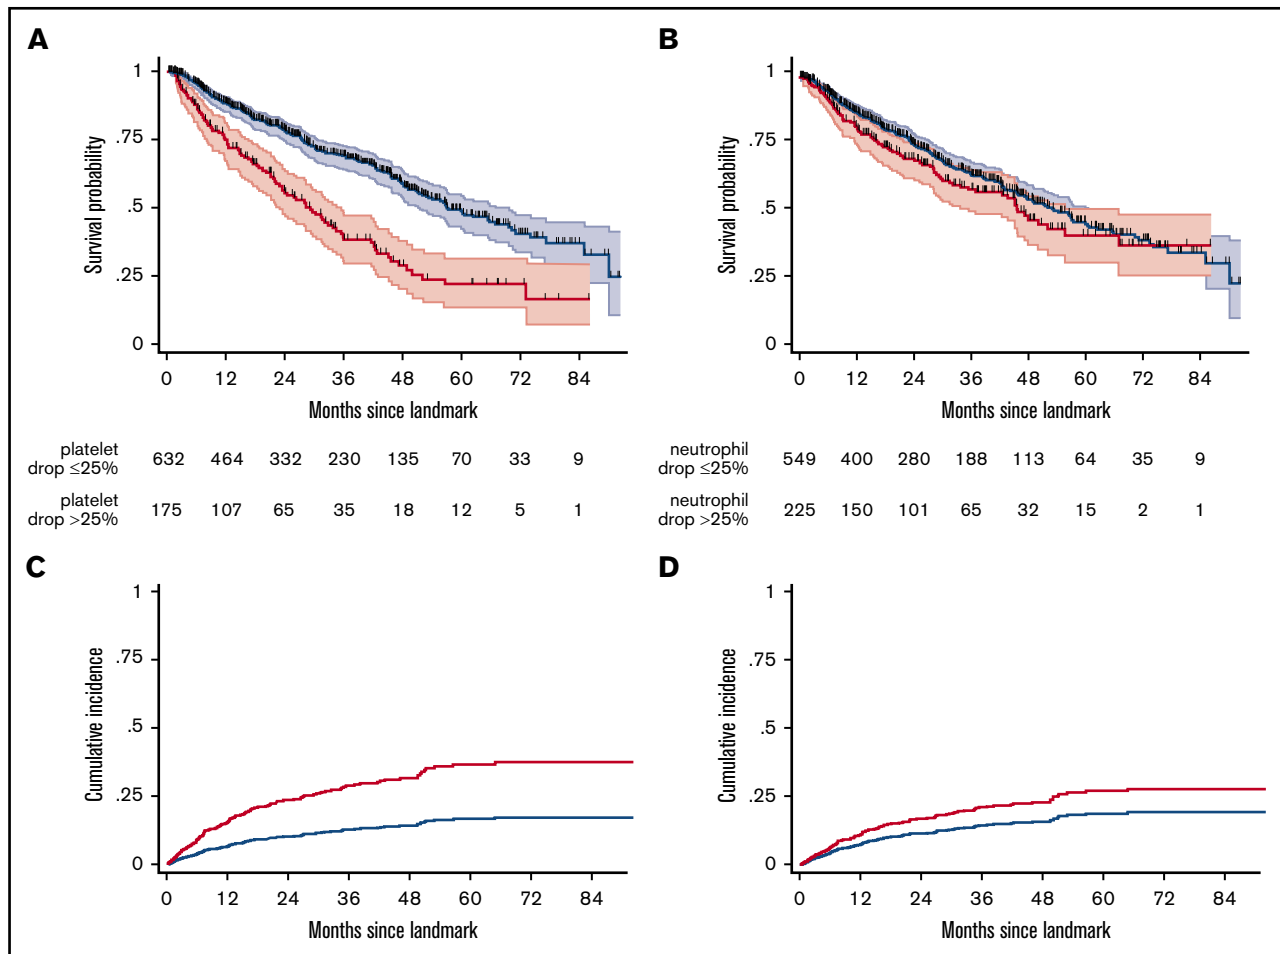 A
Survival probability
1
.75
.5
.25
0
0 12 24 36 48 60 72 84
Months since landmark
platelet
drop ≤25% 632 464 332 230 135 70 33 9
platelet
drop >25% 175 107 65 35 18 12 5 1
B
Survival probability
1
.75
.5
.25
0
0 12 24 36 48 60 72 84
Months since landmark
neutrophil
drop ≤25% 549 400 280 188 113 64 35 9
neutrophil
drop >25% 225 150 101 65 32 15 2 1
C
Cumulative incidence
1
.75
.5
.25
0
0 12 24 36 48 60 72 84
Months since landmark
D
Cumulative incidence
1
.75
.5
.25
0
0 12 24 36 48 60 72 84
Months since landmark